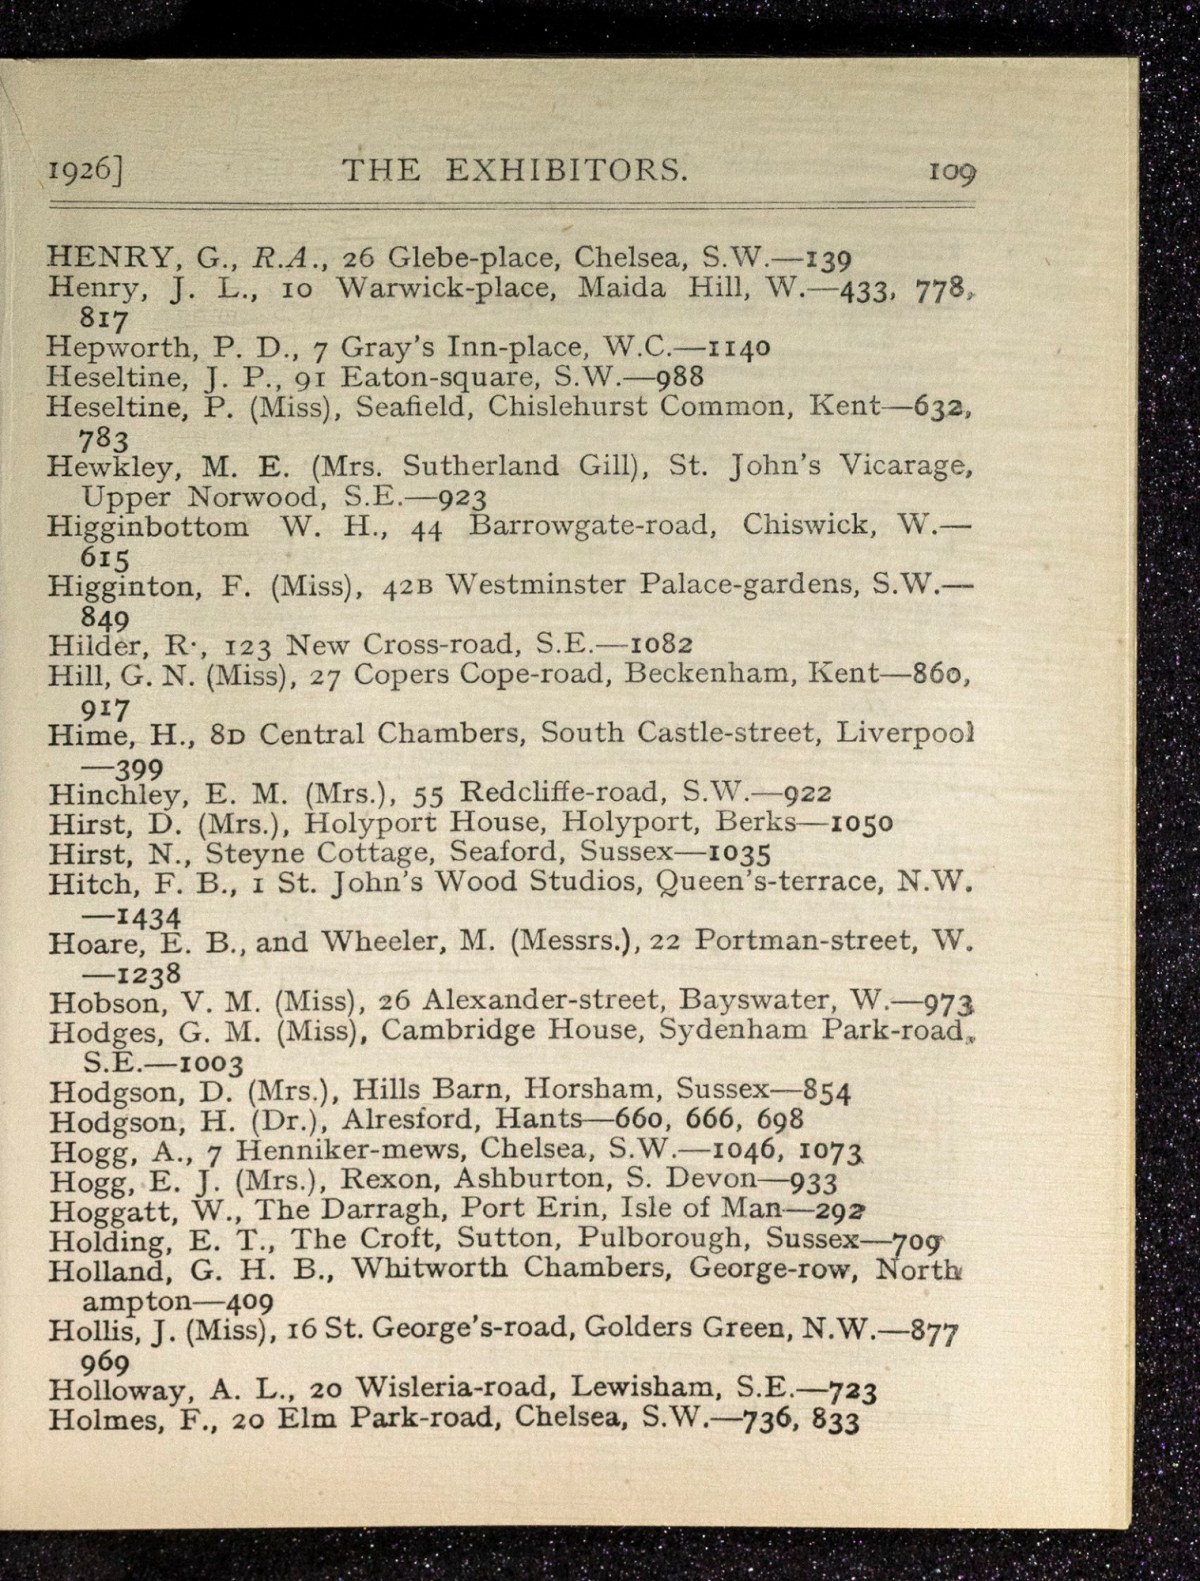 1926] THE EXHIBITORS. 109
HENRY, G., R.A., 26 Glebe-place, Chelsea, S.W.—139
Henry, J. L., 10 Warwick-place, Maida Hill, W.—433, 778,
817
Hepworth, P. D., 7 Gray's Inn-place, W.C.—1140
Heseltine, J. P., 91 Eaton-square, S.W.—988
Heseltine, P. (Miss), Seafield, Chislehurst Common, Kent—632,
783
Hewkley, M. E. (Mrs. Sutherland Gill), St. John's Vicarage,
Upper Norwood, S.E.—923
Higginbottom W. H., 44 Barrowgate-road, Chiswick, W.—
615
Higginton, F. (Miss), 42B Westminster Palace-gardens, S.W.—
849
Hilder, R·, 123 New Cross-road, S.E.—1082
Hill, G. N. (Miss), 27 Copers Cope-road, Beckenham, Kent—860,
917
Hime, H., 8D Central Chambers, South Castle-street, Liverpool
—399
Hinchley, E. M. (Mrs.), 55 Redcliffe-road, S.W.—922
Hirst, D. (Mrs.), Holyport House, Holyport, Berks—1050
Hirst, N., Steyne Cottage, Seaford, Sussex—1035
Hitch, F. B., 1 St. John's Wood Studios, Queen's-terrace, N.W.
—1434
Hoare, E. B., and Wheeler, M. (Messrs.), 22 Portman-street, W.
—1238
Hobson, V. M. (Miss), 26 Alexander-street, Bayswater, W.—973
Hodges, G. M. (Miss), Cambridge House, Sydenham Park-road,
S.E.—1003
Hodgson, D. (Mrs.), Hills Barn, Horsham, Sussex—854
Hodgson, H. (Dr.), Alresford, Hants—660, 666, 698
Hogg, A., 7 Henniker-mews, Chelsea, S.W.—1046, 1073
Hogg, E. J. (Mrs.), Rexon, Ashburton, S. Devon—933
Hoggatt, W., The Darragh, Port Erin, Isle of Man—292
Holding, E. T., The Croft, Sutton, Pulborough, Sussex—709
Holland, G. H. B., Whitworth Chambers, George-row, North
ampton—409
Hollis, J. (Miss), 16 St. George's-road, Golders Green, N.W.—877
969
Holloway, A. L., 20 Wisleria-road, Lewisham, S.E.—723
Holmes, F., 20 Elm Park-road, Chelsea, S.W.—736, 833